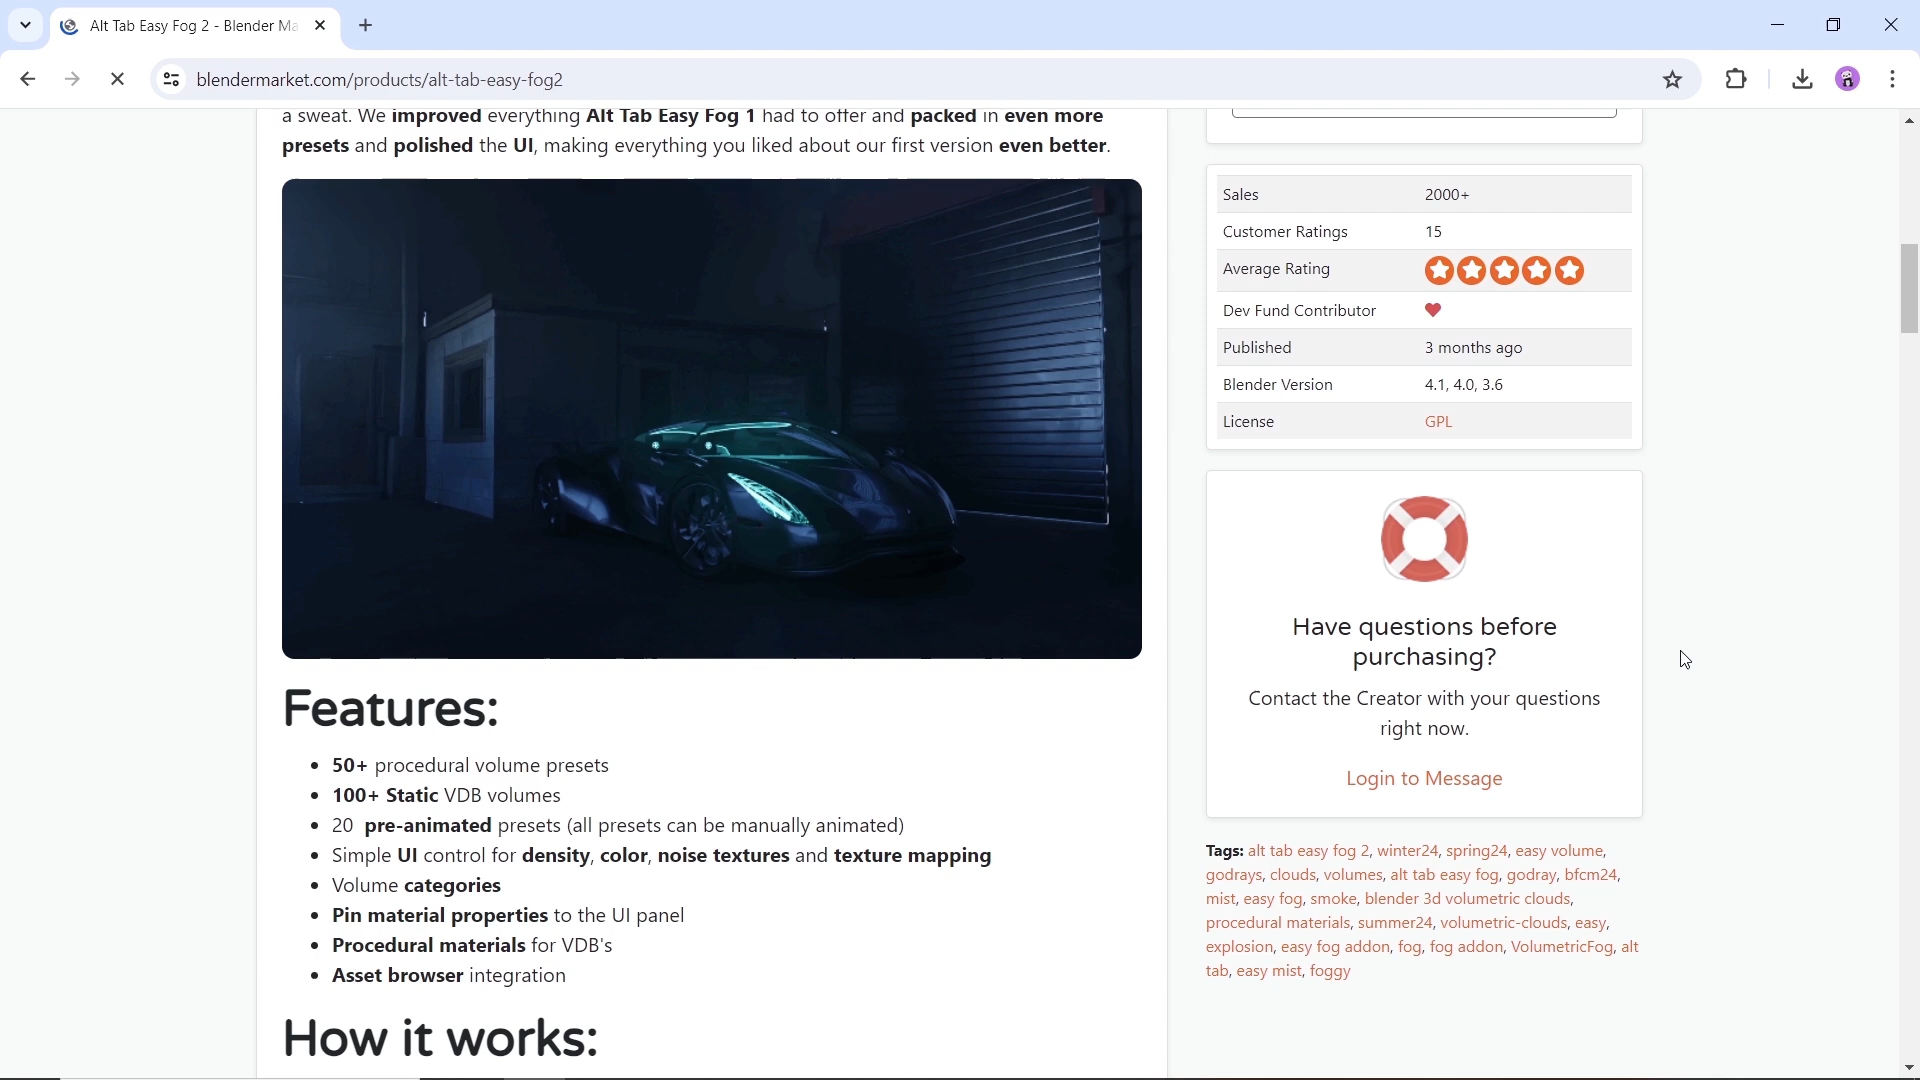 Alt Tab Easy Fog 2 - Blender Ma
blendermarket.com/products/alt-tab-easy-fog2
a sweat. We improved everything Alt Tab Easy Fog 1 had to offer and packed in even more
presets and polished the UI, making everything you liked about our first version even better.
Features:
• 50+ procedural volume presets
• 100+ Static VDB volumes
• 20 pre-animated presets (all presets can be manually animated)
• Simple UI control for density, color, noise textures and texture mapping
• Volume categories
• Pin material properties to the UI panel
• Procedural materials for VDB's
• Asset browser integration
How it works:
Sales 2000+
Customer Ratings 15
Average Rating
Dev Fund Contributor
Published 3 months ago
Blender Version 4.1, 4.0, 3.6
License GPL
Have questions before
purchasing?
Contact the Creator with your questions
right now.
Login to Message
Tags: alt tab easy fog 2, winter24, spring24, easy volume,
godrays, clouds, volumes, alt tab easy fog, godray, bfcm24,
mist, easy fog, smoke, blender 3d volumetric clouds,
procedural materials, summer24, volumetric-clouds, easy,
explosion, easy fog addon, fog, fog addon, VolumetricFog, alt
tab, easy mist, foggy